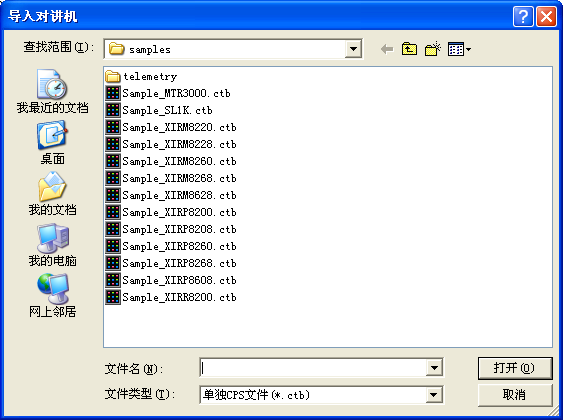 导入对讲机
查找范围(I):
samples
我最近的文档
桌面
我的文档
我的电脑
网上邻居
telemetry
Sample_MTR3000.ctb
Sample_SL1K.ctb
Sample_XIRM8220.ctb
Sample_XIRM8228.ctb
Sample_XIRM8260.ctb
Sample_XIRM8268.ctb
Sample_XIRM8628.ctb
Sample_XIRP8200.ctb
Sample_XIRP8208.ctb
Sample_XIRP8260.ctb
Sample_XIRP8268.ctb
Sample_XIRP8608.ctb
Sample_XIRR8200.ctb
文件名(N):
打开(O)
文件类型(T):
单独CPS文件(*.ctb)
取消